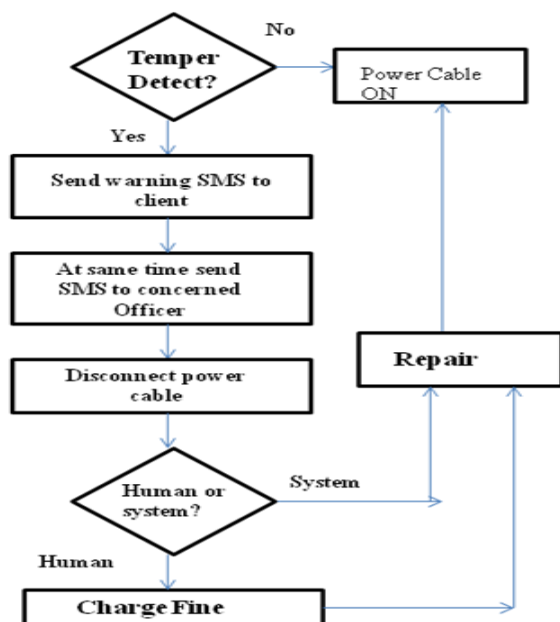 No
Temper
Detect?
Power Cable
ON
Yes
Send warning SMS to
client
At same time send
SMS to concerned
Officer
Disconnect power
cable
Repair
Human or
system?
System
Human
Charge Fine